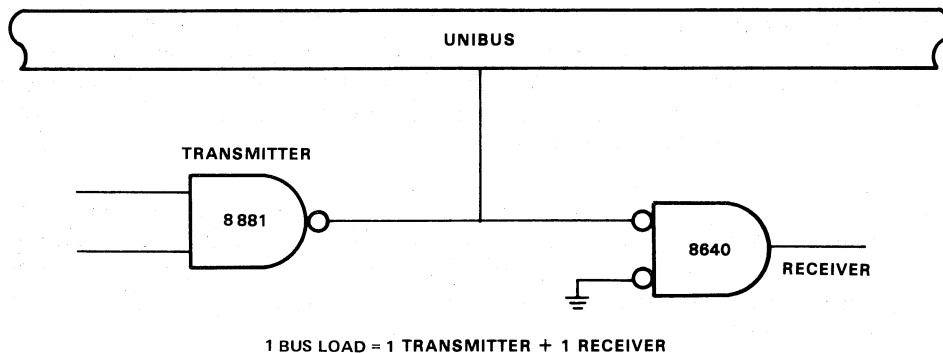 UNIBUS
TRANSMITTER
8881
8640
RECEIVER
1 BUS LOAD = 1 TRANSMITTER + 1 RECEIVER